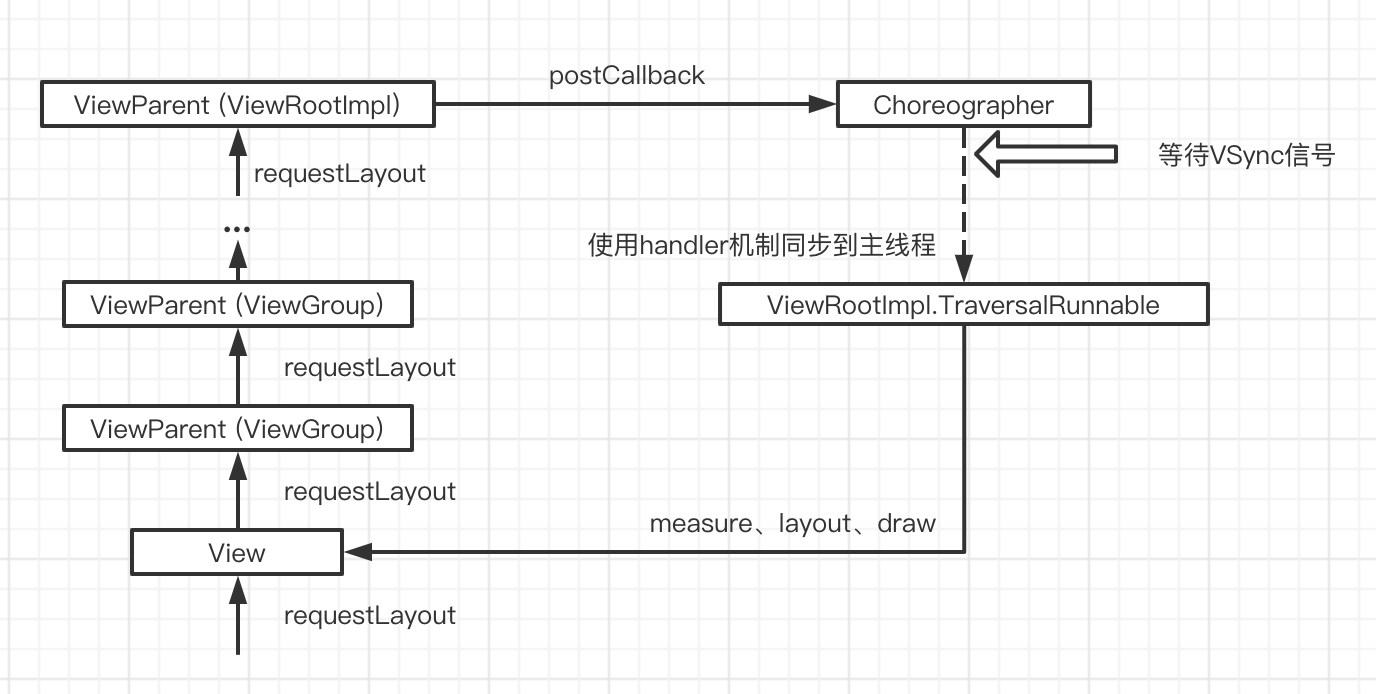 postCallback
ViewParent (ViewRootImpl)
Choreographer
等待VSync信号
requestLayout
...
使用handler机制同步到主线程
ViewParent (ViewGroup)
ViewRootImpl.TraversalRunnable
requestLayout
ViewParent (ViewGroup)
requestLayout
measure、layout、draw
View
requestLayout